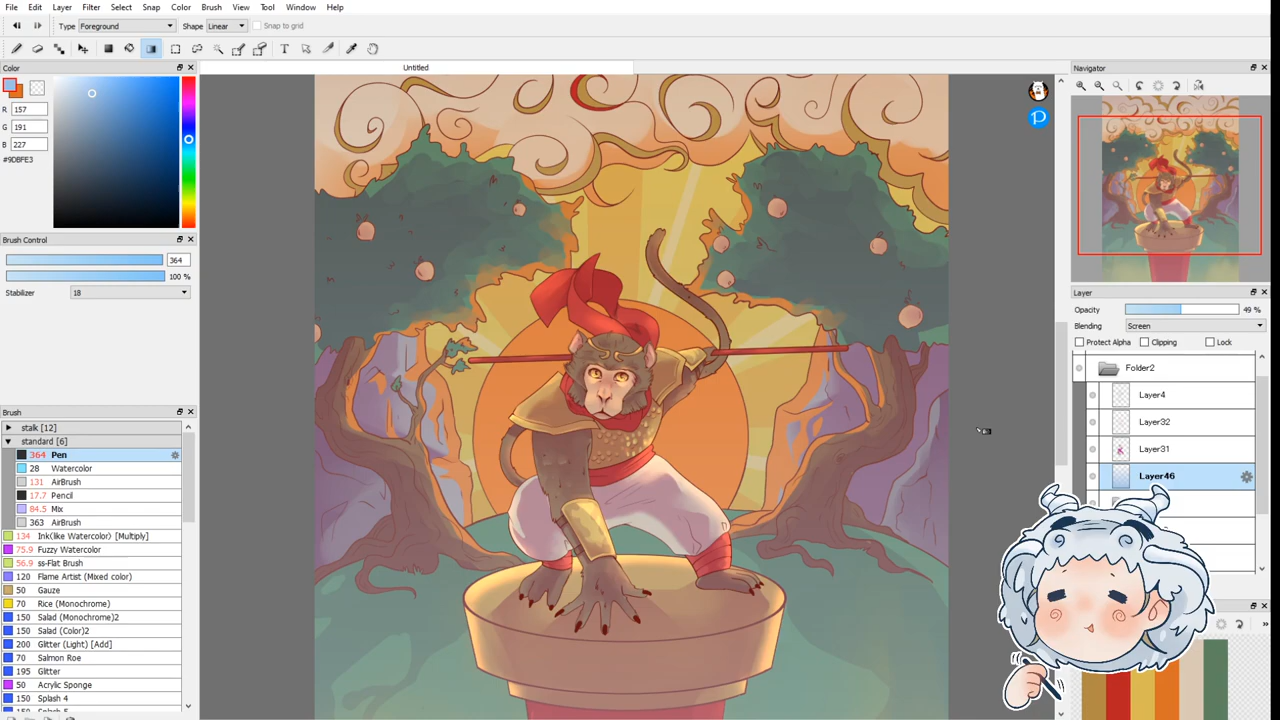 File Edit Layer Filter Select Snap Color Brush View Tool Window Help
Type Foreground Shape Linear Snap to grid
Color
Untitled
Navigator
R 157
G 191
B 227
#9DBFE3
Brush Control
364
100 %
Stabilizer 18
Layer
Opacity 49 %
Blending Screen
Protect Alpha Clipping Lock
Folder2
Layer4
Layer32
Layer31
Layer46
Brush
stalk [12]
standard [6]
364 Pen
28 Watercolor
131 AirBrush
17.7 Pencil
84.5 Mix
363 AirBrush
134 Ink(like Watercolor) [Multiply]
75.9 Fuzzy Watercolor
56.9 ss-Flat Brush
120 Flame Artist (Mixed color)
50 Gauze
70 Rice (Monochrome)
150 Salad (Monochrome)2
150 Salad (Color)2
200 Glitter (Light) [Add]
70 Salmon Roe
195 Glitter
50 Acrylic Sponge
150 Splash 4